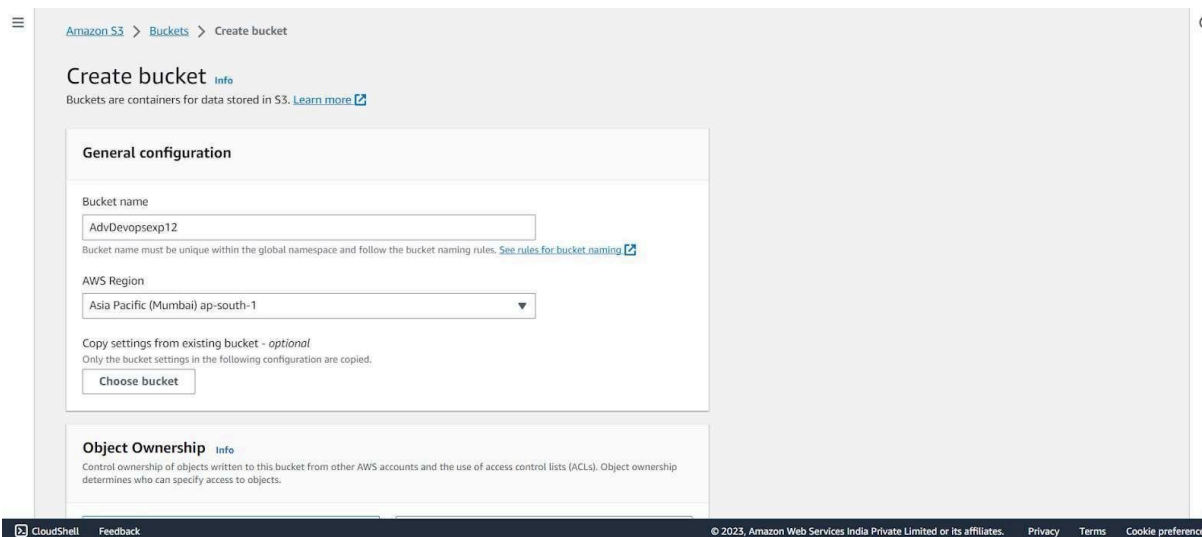 Amazon S3 > Buckets > Create bucket
Create bucket Info
Buckets are containers for data stored in S3. Learn more
General configuration
Bucket name
AdvDevopsexp12
Bucket name must be unique within the global namespace and follow the bucket naming rules. See rules for bucket naming
AWS Region
Asia Pacific (Mumbai) ap-south-1
Copy settings from existing bucket - optional
Only the bucket settings in the following configuration are copied.
Choose bucket
Object Ownership Info
Control ownership of objects written to this bucket from other AWS accounts and the use of access control lists (ACLs). Object ownership
determines who can specify access to objects.
CloudShell Feedback © 2023, Amazon Web Services India Private Limited or its affiliates. Privacy Terms Cookie preference